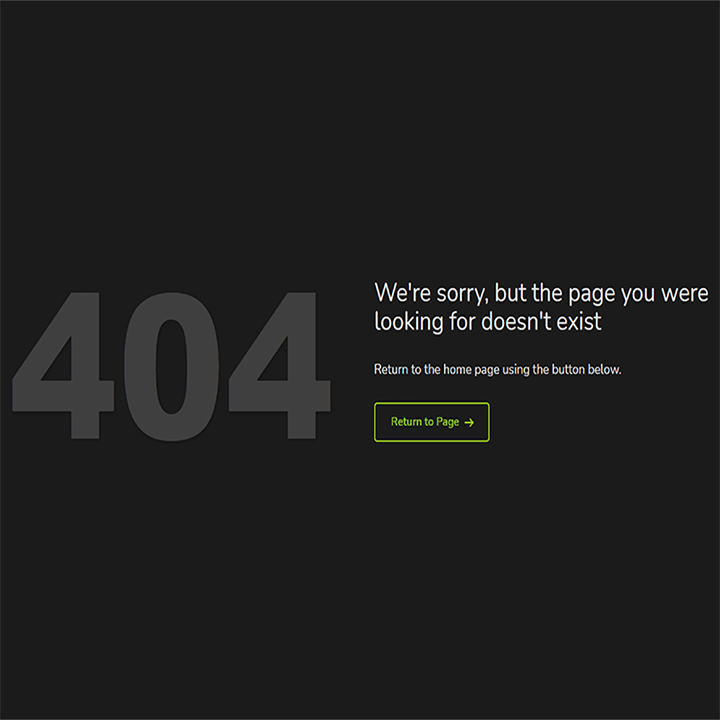 404
We're sorry, but the page you were
looking for doesn't exist
Return to the home page using the button below.
Return to Page →